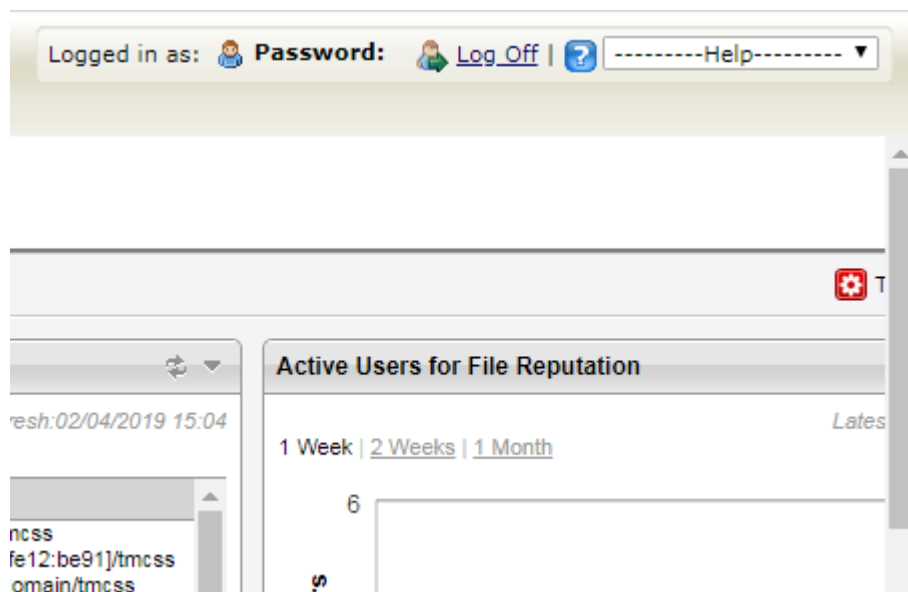 Logged in as: Password: Log Off | ---------Help---------
T
Active Users for File Reputation
resh:02/04/2019 15:04
Lates
1 Week | 2 Weeks | 1 Month
6
mcss
fe12:be91]/tmcss
omain/tmcss